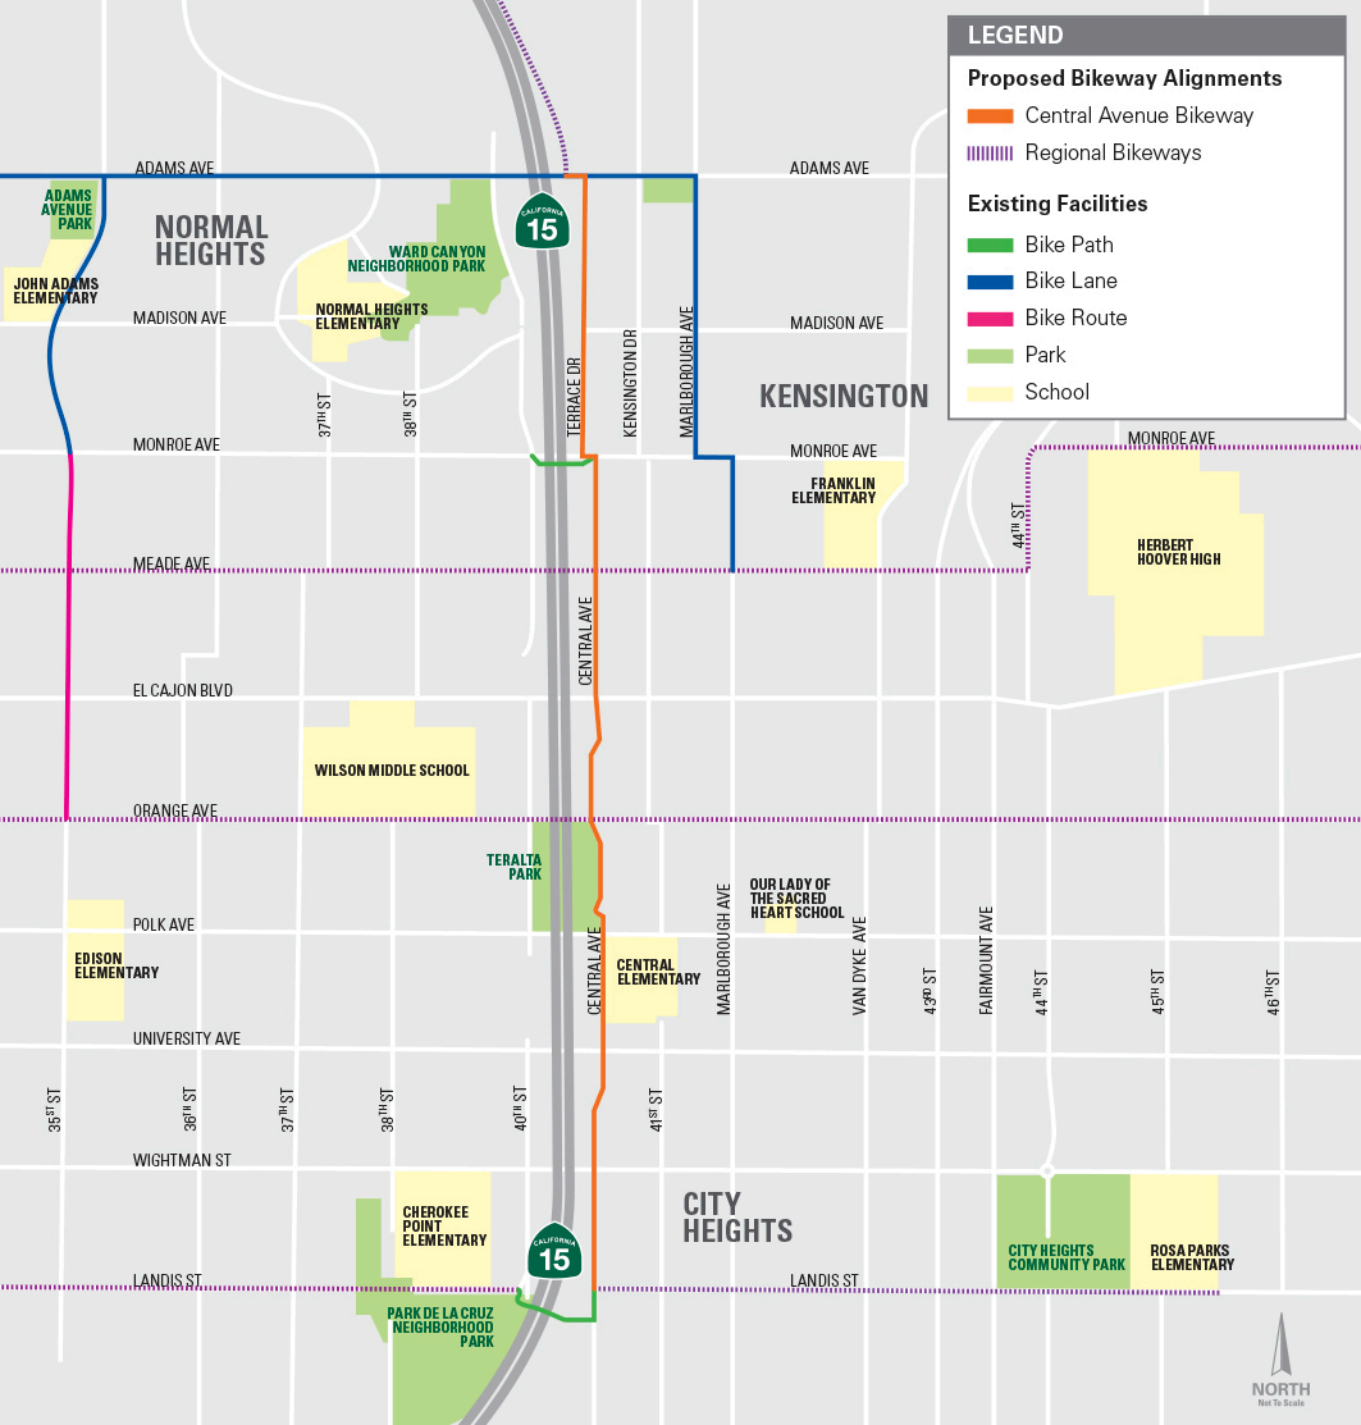 LEGEND
Proposed Bikeway Alignments
Central Avenue Bikeway
Regional Bikeways
Existing Facilities
Bike Path
Bike Lane
Bike Route
Park
School
ADAMS AVE
ADAMS AVE
ADAMS
AVENUE
PARK
NORMAL
HEIGHTS
CALIFORNIA
15
WARD CANYON
NEIGHBORHOOD PARK
JOHN ADAMS
ELEMENTARY
NORMAL HEIGHTS
ELEMENTARY
MADISON AVE
MADISON AVE
TERRACE DR
KENSINGTON DR
MARLBOROUGH AVE
KENSINGTON
37TH ST
38TH ST
MONROE AVE
MONROE AVE
MONROE AVE
FRANKLIN
ELEMENTARY
44TH ST
HERBERT
HOOVER HIGH
MEADE AVE
CENTRAL AVE
EL CAJON BLVD
WILSON MIDDLE SCHOOL
ORANGE AVE
TERALTA
PARK
OUR LADY OF
THE SACRED
HEART SCHOOL
POLK AVE
EDISON
ELEMENTARY
CENTRAL AVE
CENTRAL
ELEMENTARY
MARLBOROUGH AVE
VAN DYKE AVE
43RD ST
FAIRMOUNT AVE
44TH ST
45TH ST
46TH ST
UNIVERSITY AVE
35ST ST
36TH ST
37TH ST
38TH ST
40TH ST
41ST ST
WIGHTMAN ST
CHEROKEE
POINT
ELEMENTARY
CITY
HEIGHTS
CALIFORNIA
15
CITY HEIGHTS
COMMUNITY PARK
ROSA PARKS
ELEMENTARY
LANDIS ST
LANDIS ST
PARK DE LA CRUZ
NEIGHBORHOOD
PARK
NORTH
Not To Scale